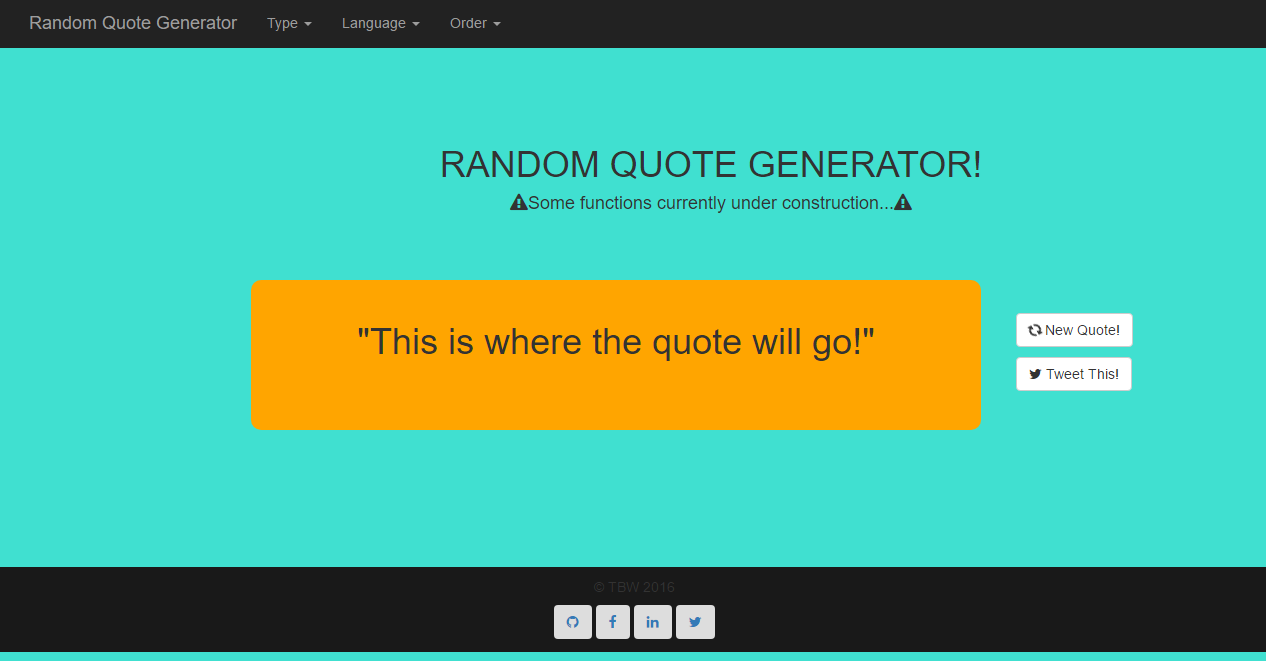 Random Quote Generator Type Language Order
RANDOM QUOTE GENERATOR!
Some functions currently under construction...
"This is where the quote will go!"
New Quote!
Tweet This!
© TBW 2016